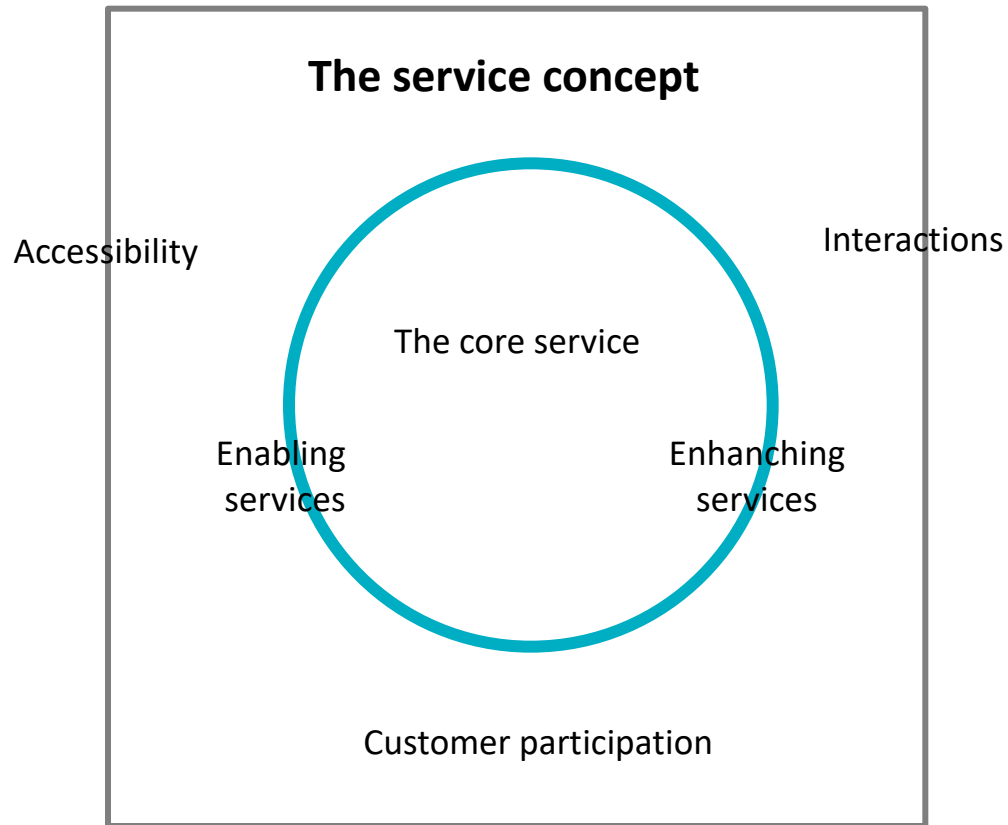 The service concept
Accessibility
Interactions
The core service
Enabling
services
Enhanching
services
Customer participation